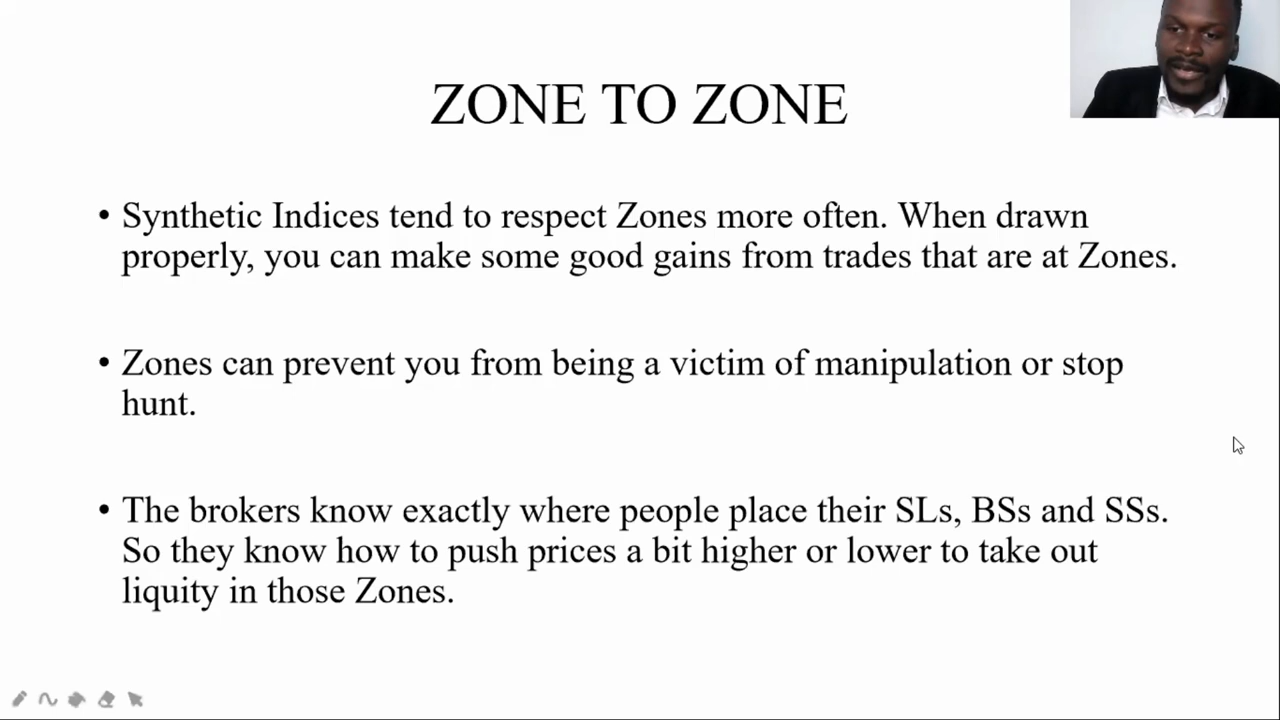 ZONE TO ZONE
• Synthetic Indices tend to respect Zones more often. When drawn
properly, you can make some good gains from trades that are at Zones.
• Zones can prevent you from being a victim of manipulation or stop
hunt.
• The brokers know exactly where people place their SLs, BSs and SSs.
So they know how to push prices a bit higher or lower to take out
liquity in those Zones.